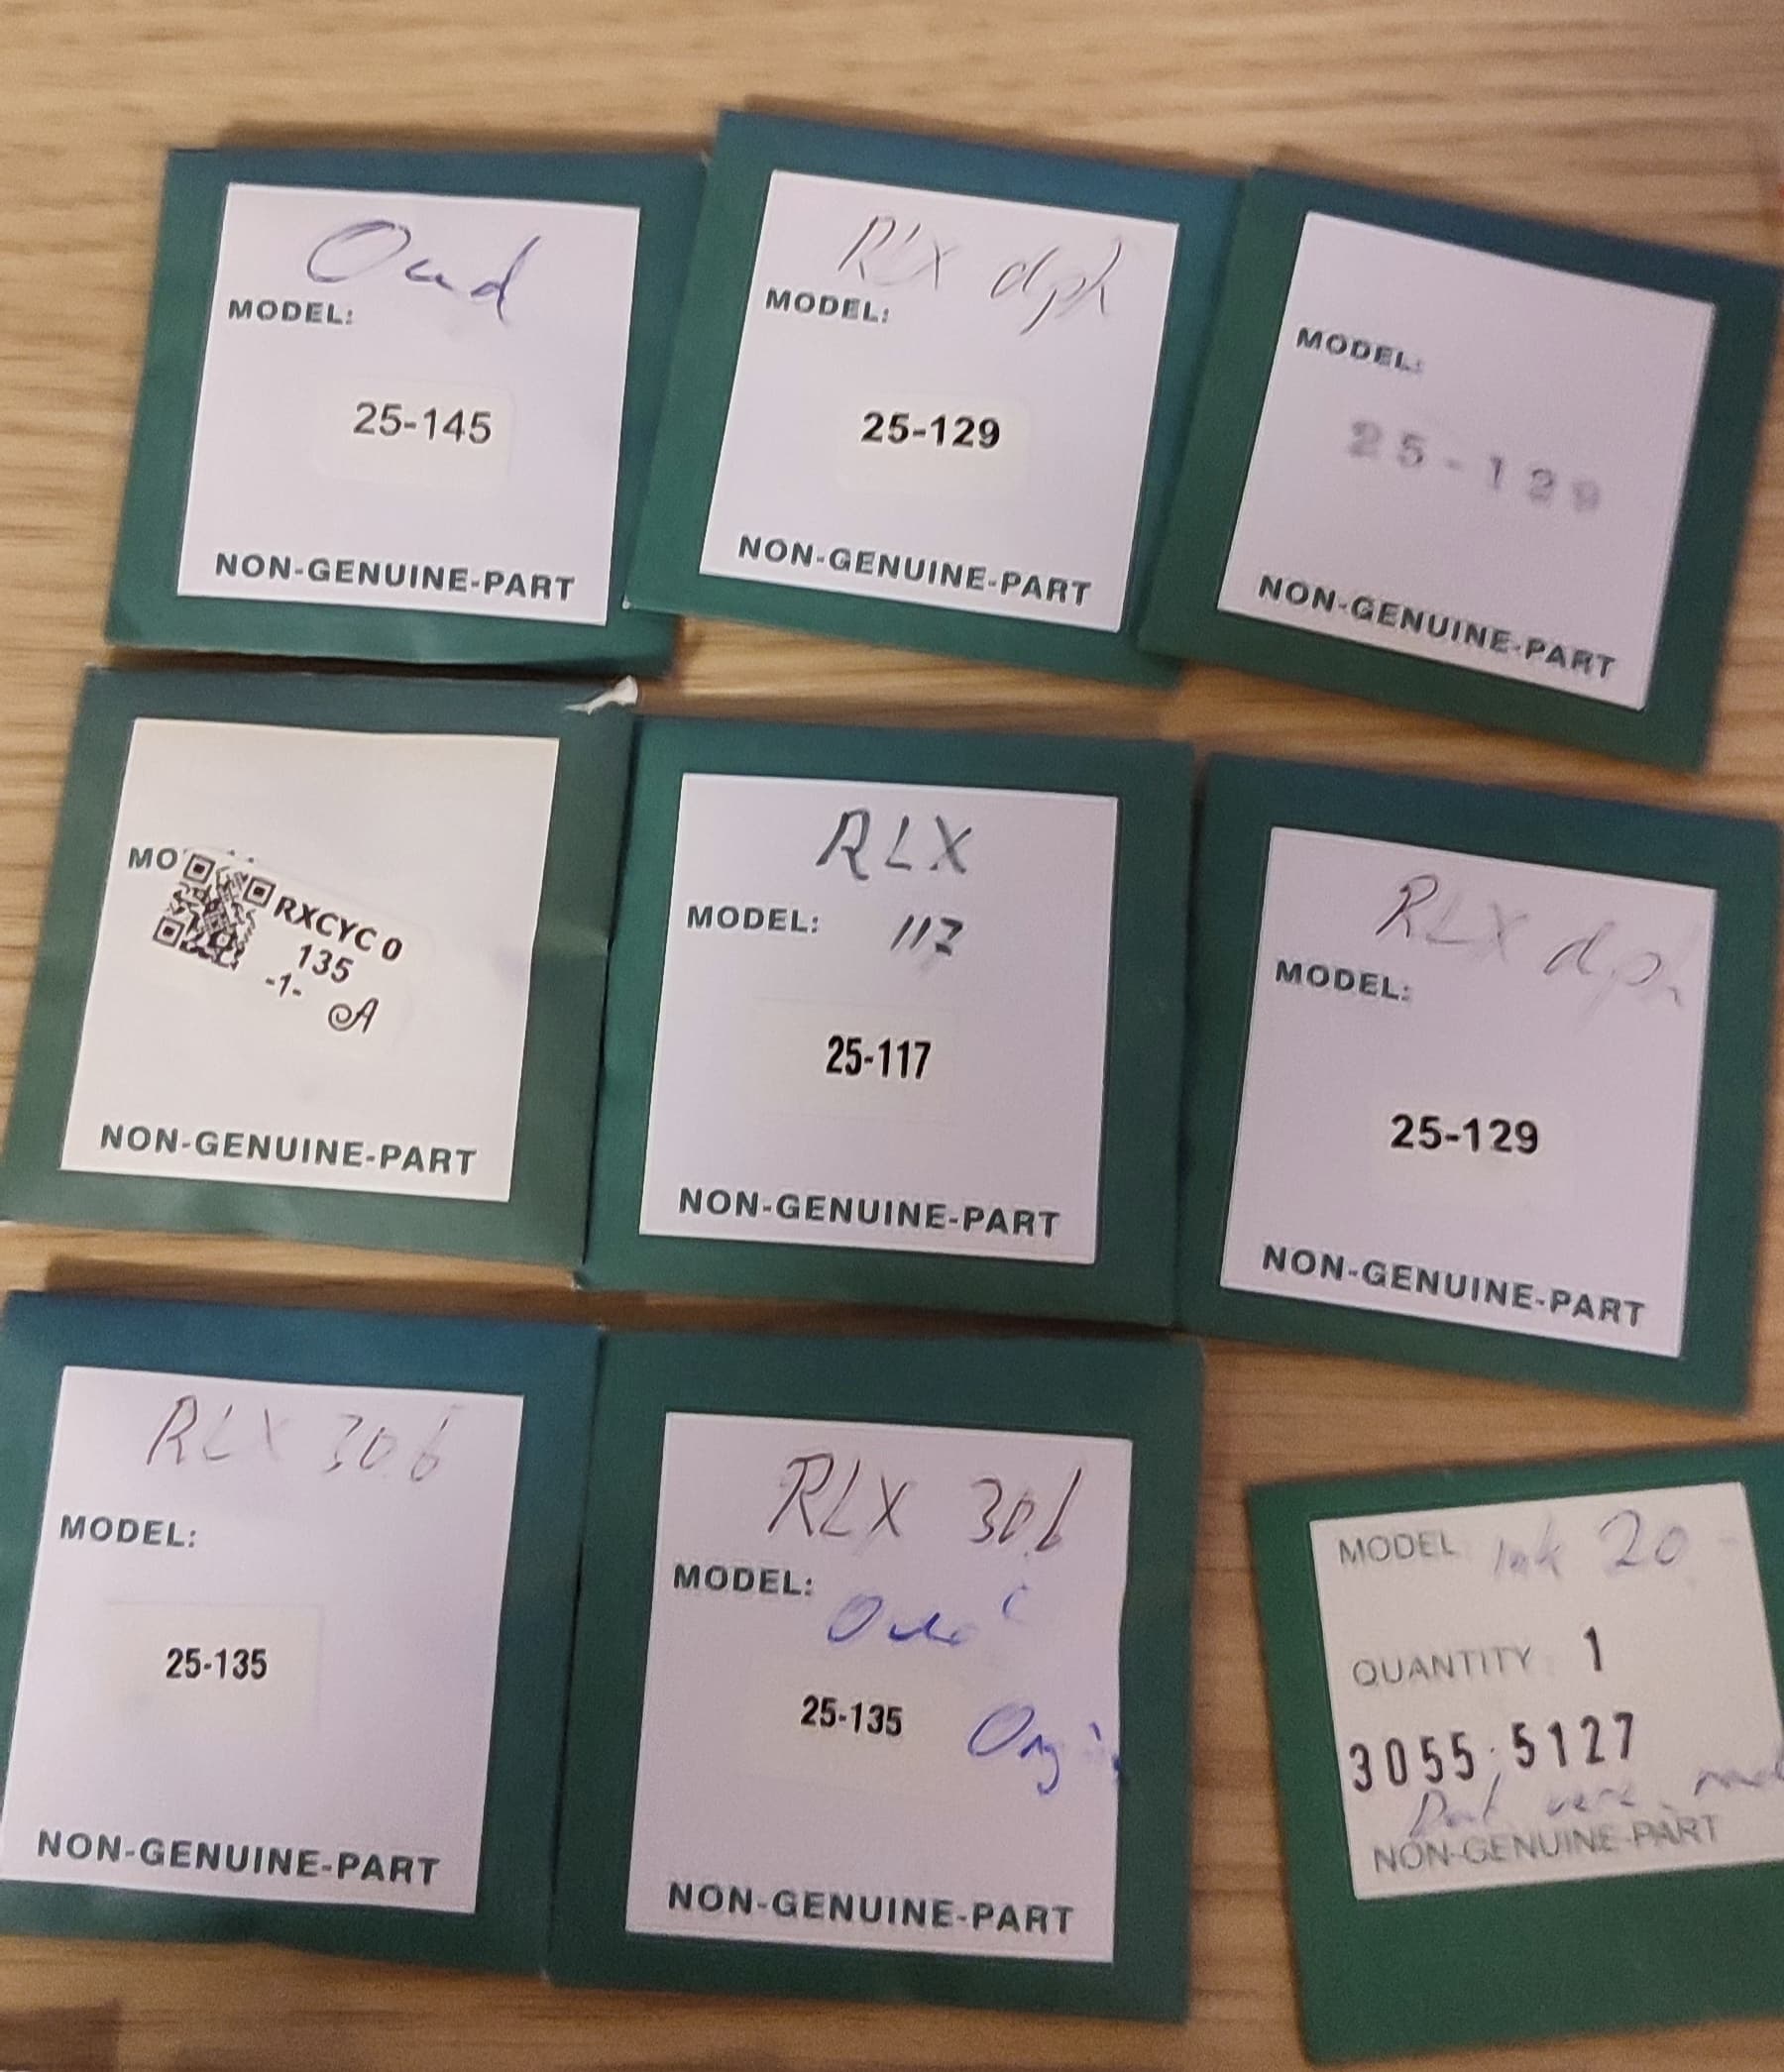 Oud
MODEL:
25-145
NON-GENUINE-PART
RLX dph
MODEL:
25-129
NON-GENUINE-PART
MODEL:
25-129
NON-GENUINE-PART
MO
RXCYC 0
135
-1-
A
NON-GENUINE-PART
RLX
MODEL: 117
25-117
NON-GENUINE-PART
RLX dph
MODEL:
25-129
NON-GENUINE-PART
RLX 30.6
MODEL:
25-135
NON-GENUINE-PART
RLX 30.6
MODEL:
25-135
NON-GENUINE-PART
MODEL Ink 20
QUANTITY 1
3055 5127
NON-GENUINE-PART